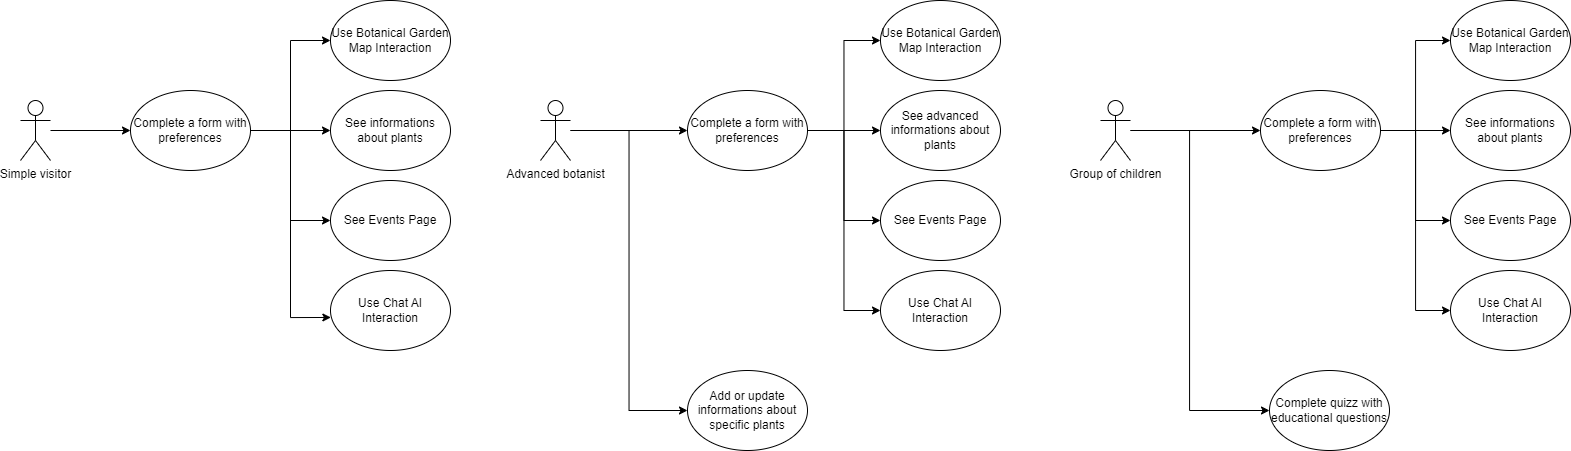 Simple visitor
Complete a form with
preferences
Use Botanical Garden
Map Interaction
See informations
about plants
See Events Page
Use Chat AI
Interaction
Advanced botanist
Complete a form with
preferences
Use Botanical Garden
Map Interaction
See advanced
informations about
plants
See Events Page
Use Chat AI
Interaction
Add or update
informations about
specific plants
Group of children
Complete a form with
preferences
Use Botanical Garden
Map Interaction
See informations
about plants
See Events Page
Use Chat AI
Interaction
Complete quizz with
educational questions